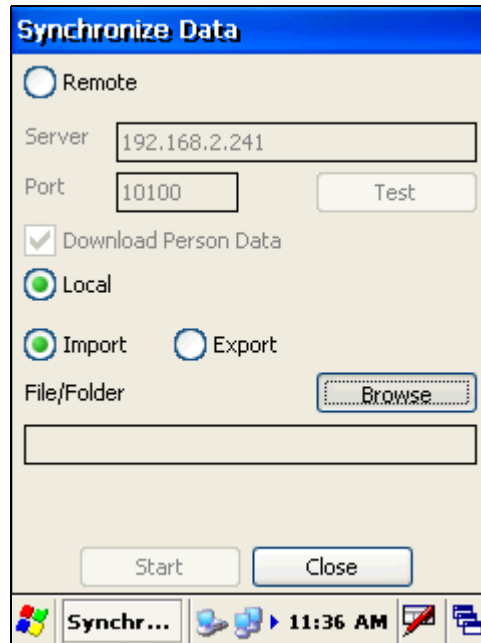 Synchronize Data
Remote
Server 192.168.2.241
Port 10100 Test
Download Person Data
Local
Import Export
File/Folder Browse
Start Close
Synchr... 11:36 AM